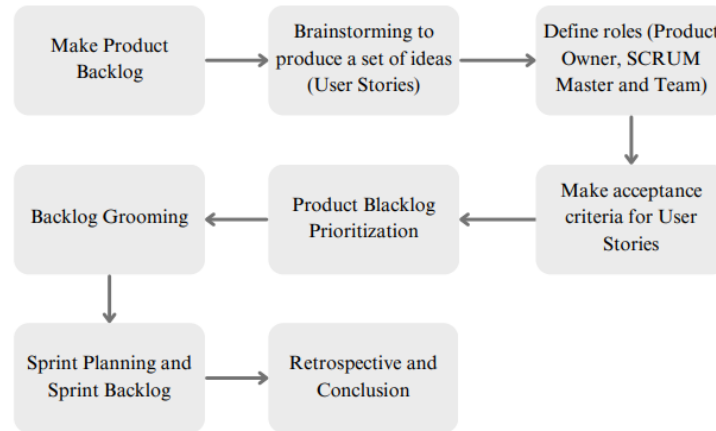 Make Product
Backlog
Brainstorming to
produce a set of ideas
(User Stories)
Define roles (Product
Owner, SCRUM
Master and Team)
Make acceptance
criteria for User
Stories
Product Blacklog
Prioritization
Backlog Grooming
Sprint Planning and
Sprint Backlog
Retrospective and
Conclusion